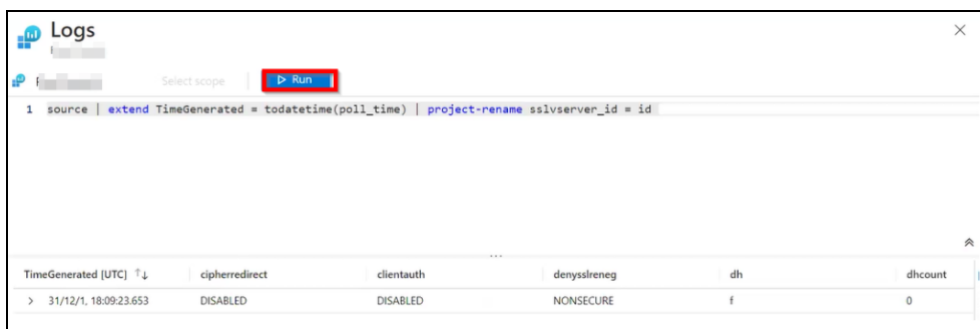 Logs
Select scope
Run
1 source | extend TimeGenerated = todatetime(poll_time) | project-rename sslvserver_id = id
...
TimeGenerated [UTC] ↑↓ cipherredirect clientauth denysslreneg dh dhcount
> 31/12/1, 18:09:23.653 DISABLED DISABLED NONSECURE f 0